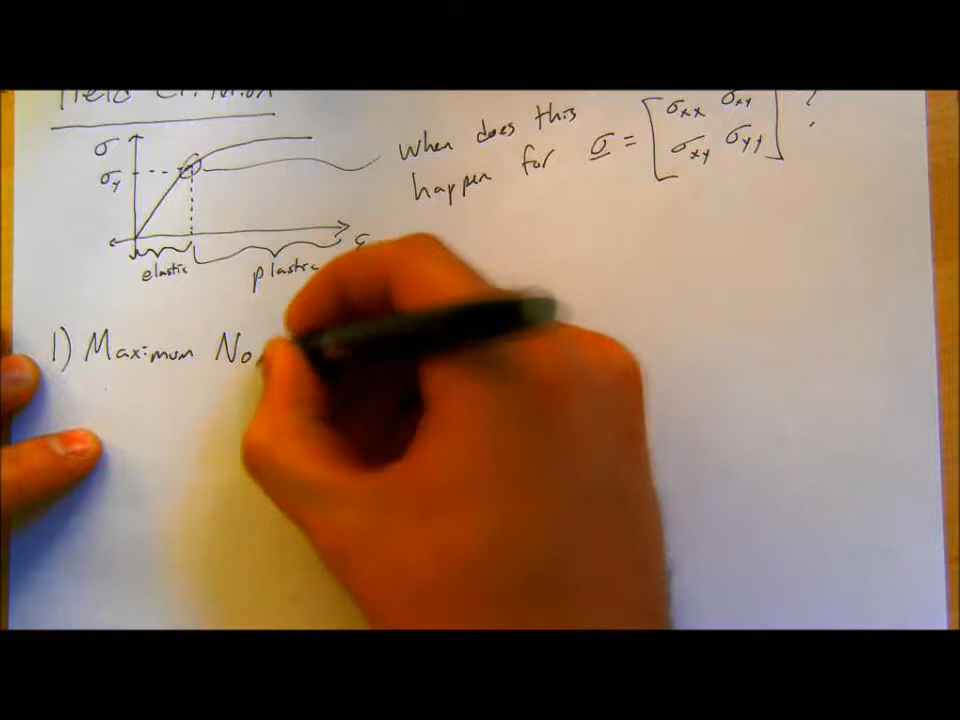 Yield Criterion
σ
σy
ε
elastic
plastic
When does this
happen for σ = [σxx σxy
σxy σyy] ?
1) Maximum No